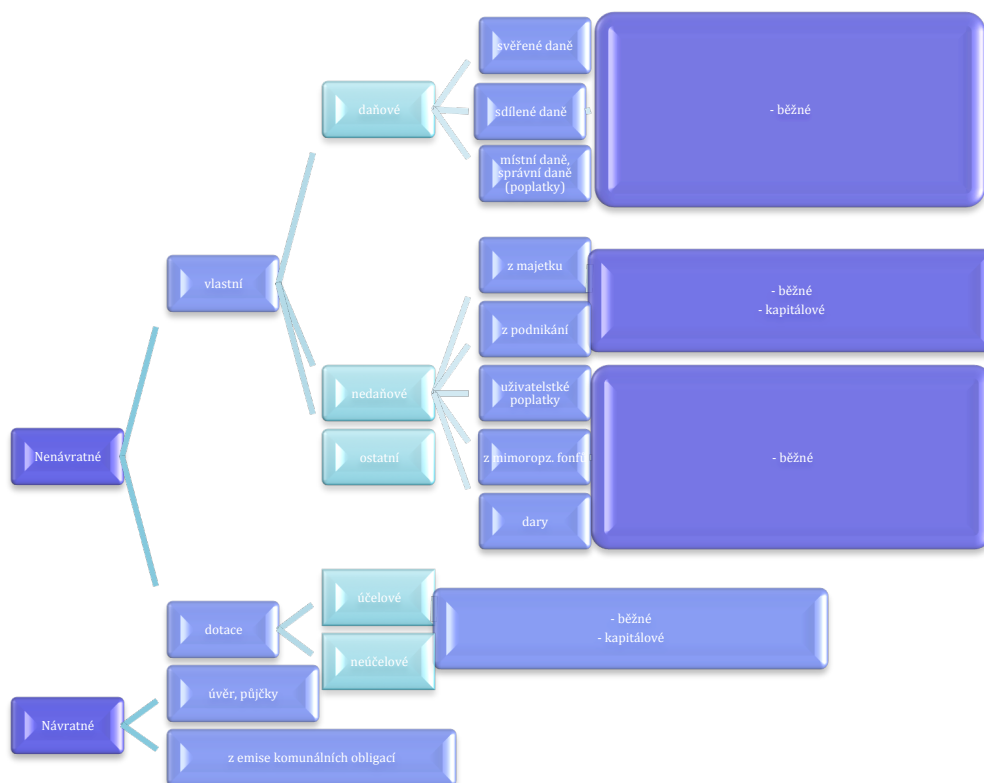 svěřené daně
daňové
sdílené daně
- běžné
místní daně,
správní daně
(poplatky)
vlastní
z majetku
- běžné
- kapitálové
z podnikání
nedaňové
uživatelstké
poplatky
Nenávratné
ostatní
z mimoropz. fonfů
- běžné
dary
dotace
účelové
- běžné
- kapitálové
neúčelové
Návratné
úvěr, půjčky
z emise komunálních obligací